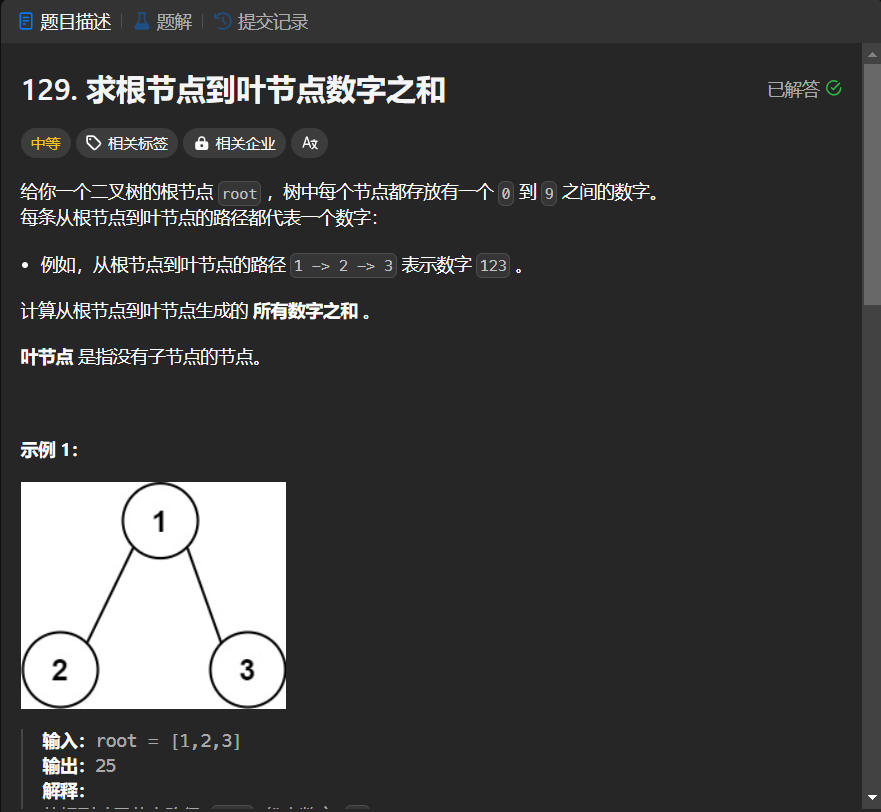 题目描述 题解 提交记录
129. 求根节点到叶节点数字之和 已解答
中等 相关标签 相关企业 Aʀ
给你一个二叉树的根节点 root ，树中每个节点都存放有一个 0 到 9 之间的数字。
每条从根节点到叶节点的路径都代表一个数字：
• 例如，从根节点到叶节点的路径 1 -> 2 -> 3 表示数字 123 。
计算从根节点到叶节点生成的 所有数字之和 。
叶节点 是指没有子节点的节点。
示例 1：
1
2 3
输入：root = [1,2,3]
输出：25
解释：